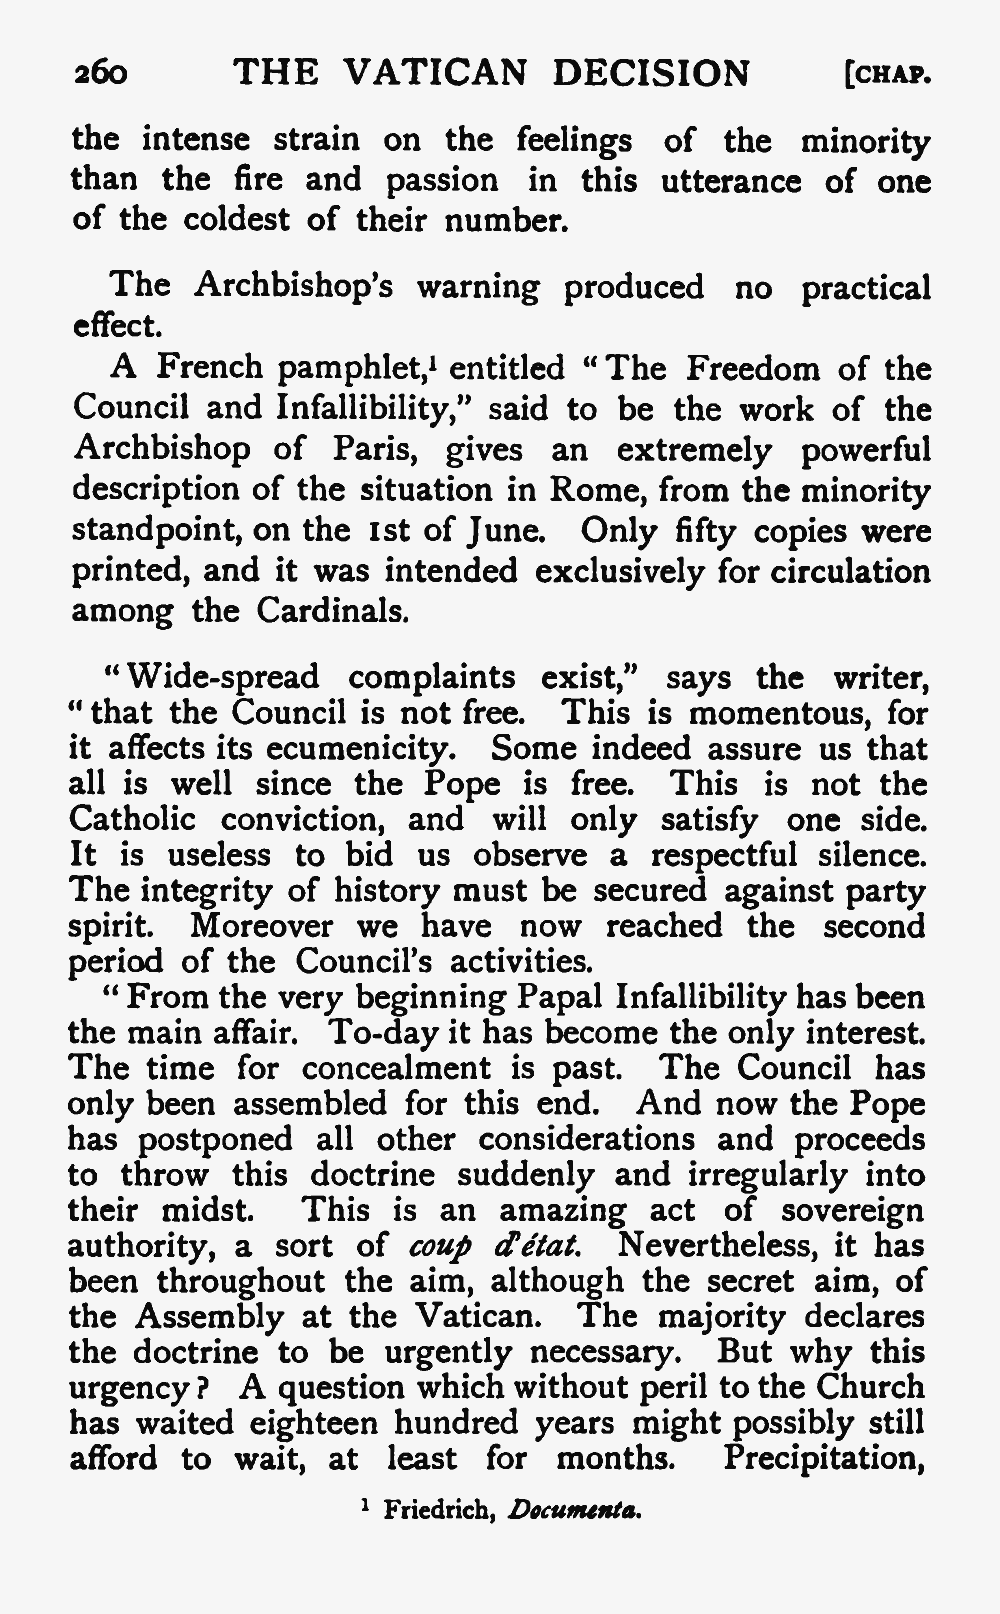 260 THE VATICAN DECISION [CHAP.
the intense strain on the feelings of the minority
than the fire and passion in this utterance of one
of the coldest of their number.
The Archbishop's warning produced no practical
effect.
A French pamphlet,¹ entitled “The Freedom of the
Council and Infallibility,” said to be the work of the
Archbishop of Paris, gives an extremely powerful
description of the situation in Rome, from the minority
standpoint, on the 1st of June. Only fifty copies were
printed, and it was intended exclusively for circulation
among the Cardinals.
“Wide-spread complaints exist,” says the writer,
“that the Council is not free. This is momentous, for
it affects its ecumenicity. Some indeed assure us that
all is well since the Pope is free. This is not the
Catholic conviction, and will only satisfy one side.
It is useless to bid us observe a respectful silence.
The integrity of history must be secured against party
spirit. Moreover we have now reached the second
period of the Council's activities.
“From the very beginning Papal Infallibility has been
the main affair. To-day it has become the only interest.
The time for concealment is past. The Council has
only been assembled for this end. And now the Pope
has postponed all other considerations and proceeds
to throw this doctrine suddenly and irregularly into
their midst. This is an amazing act of sovereign
authority, a sort of coup d'état. Nevertheless, it has
been throughout the aim, although the secret aim, of
the Assembly at the Vatican. The majority declares
the doctrine to be urgently necessary. But why this
urgency? A question which without peril to the Church
has waited eighteen hundred years might possibly still
afford to wait, at least for months. Precipitation,
¹ Friedrich, Documenta.